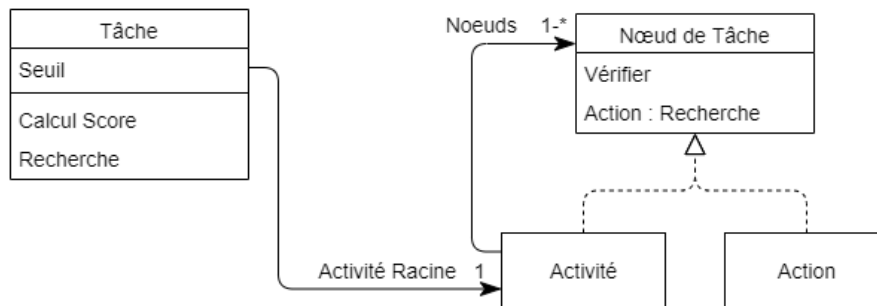 Tâche
Seuil
Calcul Score
Recherche
Noeuds 1-*
Nœud de Tâche
Vérifier
Action : Recherche
Activité Racine 1
Activité
Action